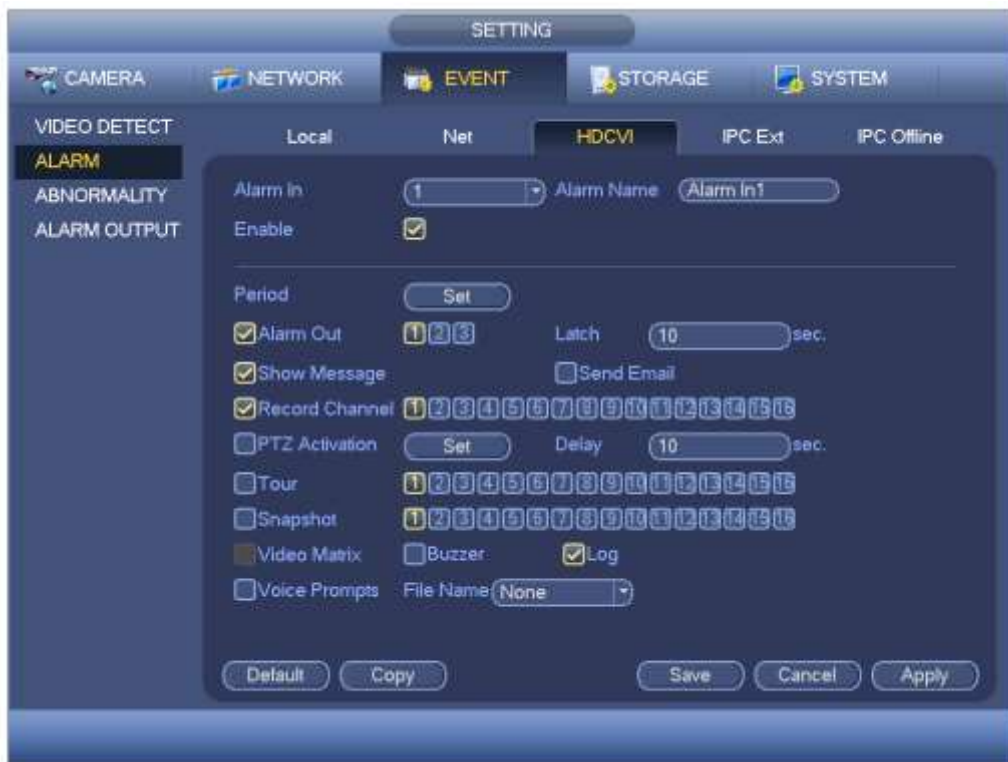 SETTING
CAMERA NETWORK EVENT STORAGE SYSTEM
VIDEO DETECT
ALARM
ABNORMALITY
ALARM OUTPUT
Local Net HDCVI IPC Ext IPC Offline
Alarm In 1 Alarm Name Alarm In1
Enable
Period Set
Alarm Out 1 2 3 Latch 10 sec.
Show Message Send Email
Record Channel 1 2 3 4 5 6 7 8 9 10 11 12 13 14 15 16
PTZ Activation Set Delay 10 sec.
Tour 1 2 3 4 5 6 7 8 9 10 11 12 13 14 15 16
Snapshot 1 2 3 4 5 6 7 8 9 10 11 12 13 14 15 16
Video Matrix Buzzer Log
Voice Prompts File Name None
Default Copy Save Cancel Apply